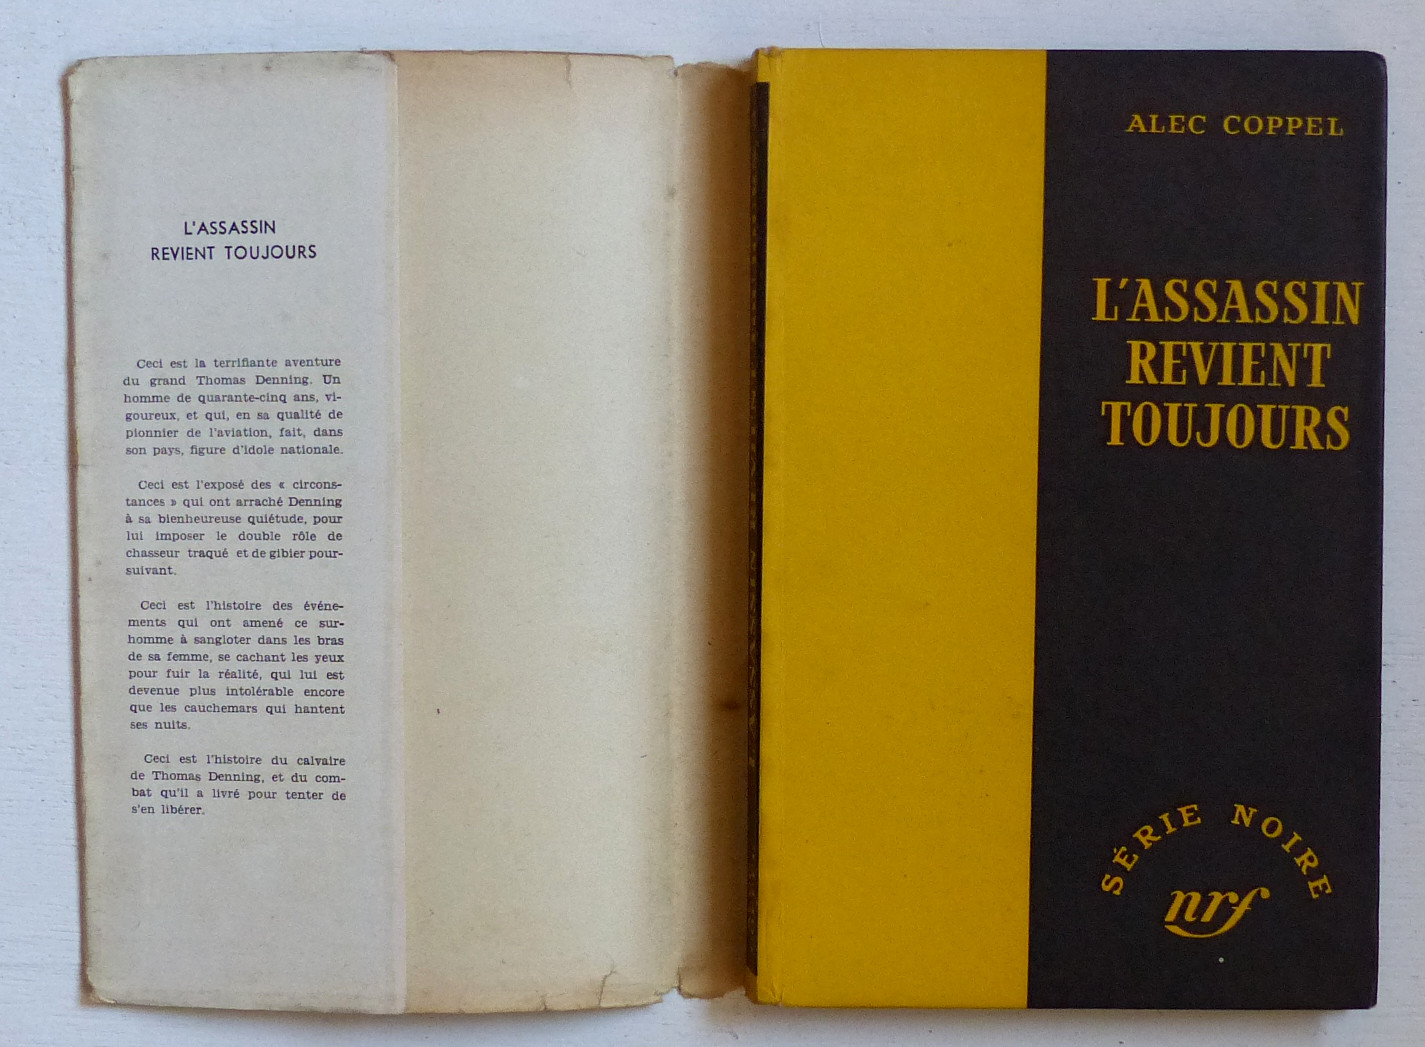 L'ASSASSIN
REVIENT TOUJOURS
Ceci est la terrifiante aventure
du grand Thomas Denning. Un
homme de quarante-cinq ans, vi-
goureux, et qui, en sa qualité de
pionnier de l'aviation, fait, dans
son pays, figure d'idole nationale.
Ceci est l'exposé des « circons-
tances » qui ont arraché Denning
à sa bienheureuse quiétude, pour
lui imposer le double rôle de
chasseur traqué et de gibier pour-
suivant.
Ceci est l'histoire des événe-
ments qui ont amené ce sur-
homme à sangloter dans les bras
de sa femme, se cachant les yeux
pour fuir la réalité, qui lui est
devenue plus intolérable encore
que les cauchemars qui hantent
ses nuits.
Ceci est l'histoire du calvaire
de Thomas Denning, et du com-
bat qu'il a livré pour tenter de
s'en libérer.
ALEC COPPEL
L'ASSASSIN
REVIENT
TOUJOURS
SÉRIE NOIRE
nrf